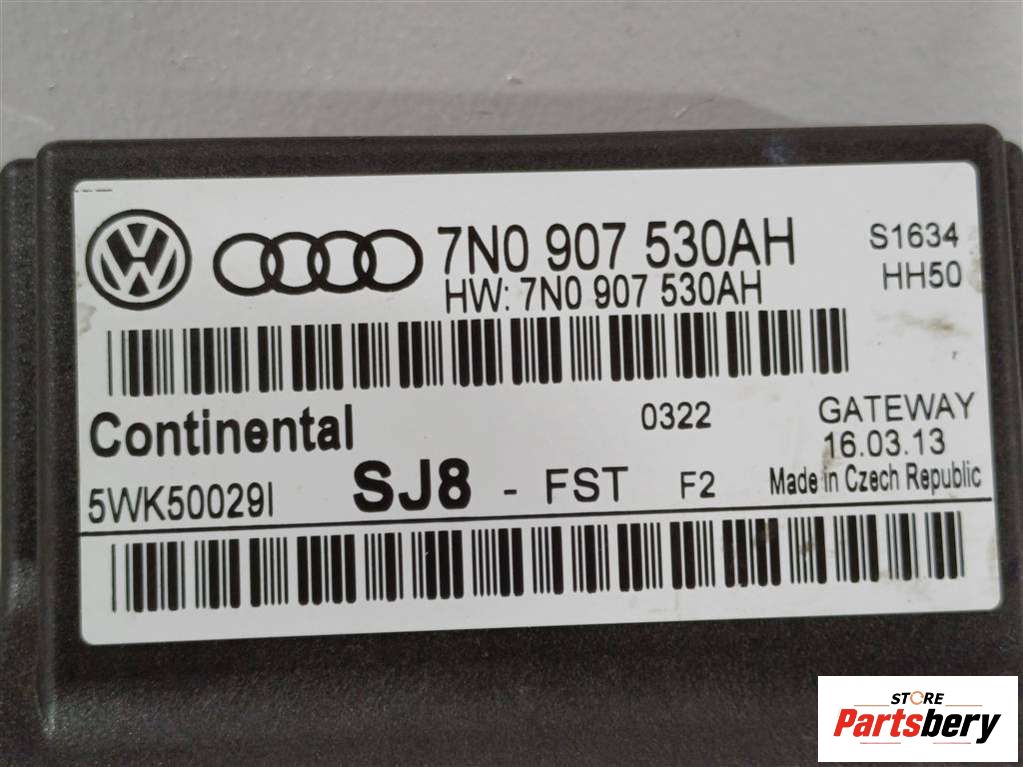 7N0 907 530AH
HW: 7N0 907 530AH
S1634
HH50
Continental
0322
GATEWAY
16.03.13
5WK50029I
SJ8 - FST F2
Made in Czech Republic
STORE
Partsbery